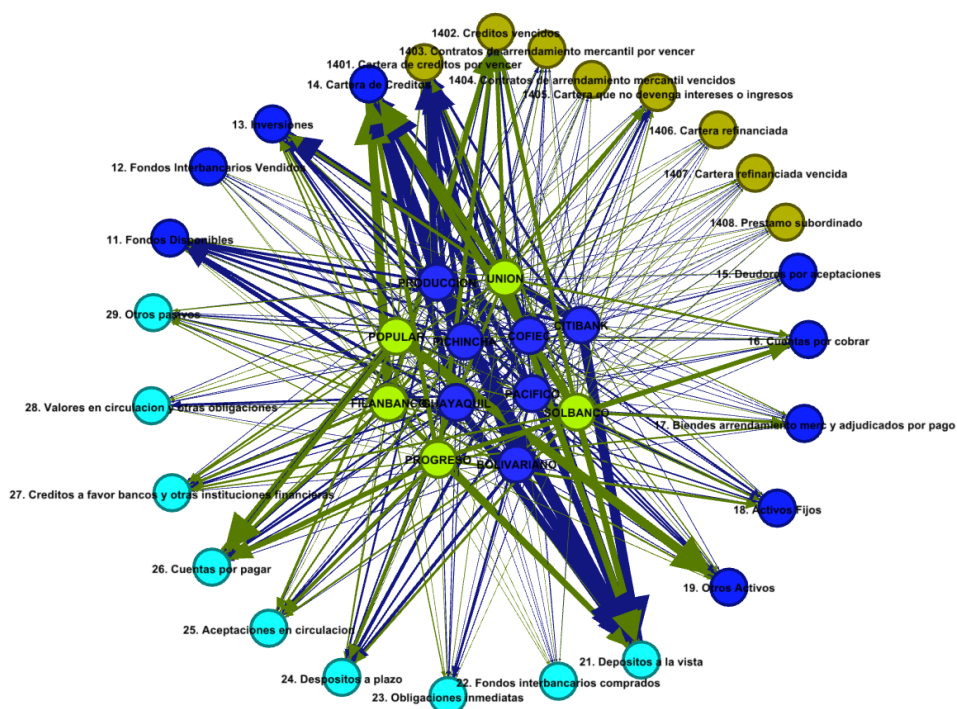 1402. Creditos vencidos
1403. Contratos de arrendamiento mercantil por vencer
1401. Cartera de creditos por vencer
1404. Contratos de arrendamiento mercantil vencidos
14. Cartera de Creditos
1405. Cartera que no devenga intereses o ingresos
13. Inversiones
1406. Cartera refinanciada
12. Fondos Interbancarios Vendidos
1407. Cartera refinanciada vencida
1408. Prestamo subordinado
11. Fondos Disponibles
15. Deudores por aceptaciones
UNION
PRODUCCION
29. Otros pasivos
CITIBANK
POPULAR
PICHINCHA
COFIEC
16. Cuentas por cobrar
PACIFICO
FILANBANCO
GUAYAQUIL
28. Valores en circulacion y otras obligaciones
SOLBANCO
17. Biendes arrendamiento merc y adjudicados por pago
PROGRESO
BOLIVARIANO
27. Creditos a favor bancos y otras instituciones financieras
18. Activos Fijos
26. Cuentas por pagar
19. Otros Activos
25. Aceptaciones en circulacion
21. Depositos a la vista
24. Despositos a plazo
22. Fondos interbancarios comprados
23. Obligaciones Inmediatas